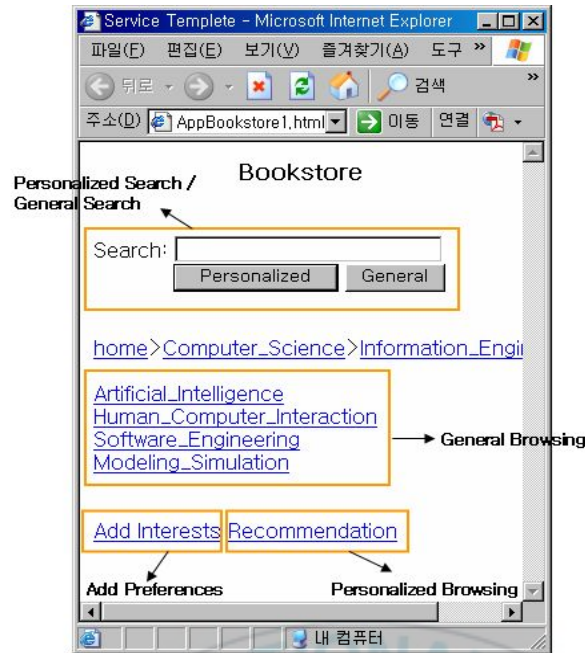 Service Templete - Microsoft Internet Explorer
파일(F) 편집(E) 보기(V) 즐겨찾기(A) 도구 »
뒤로 검색 »
주소(D) AppBookstore1.html 이동 연결
Bookstore
Personalized Search /
General Search
Search:
Personalized General
home>Computer_Science>Information_Engi
Artificial_Intelligence
Human_Computer_Interaction
Software_Engineering
Modeling_Simulation
General Browsing
Add Interests Recommendation
Add Preferences Personalized Browsing
내 컴퓨터